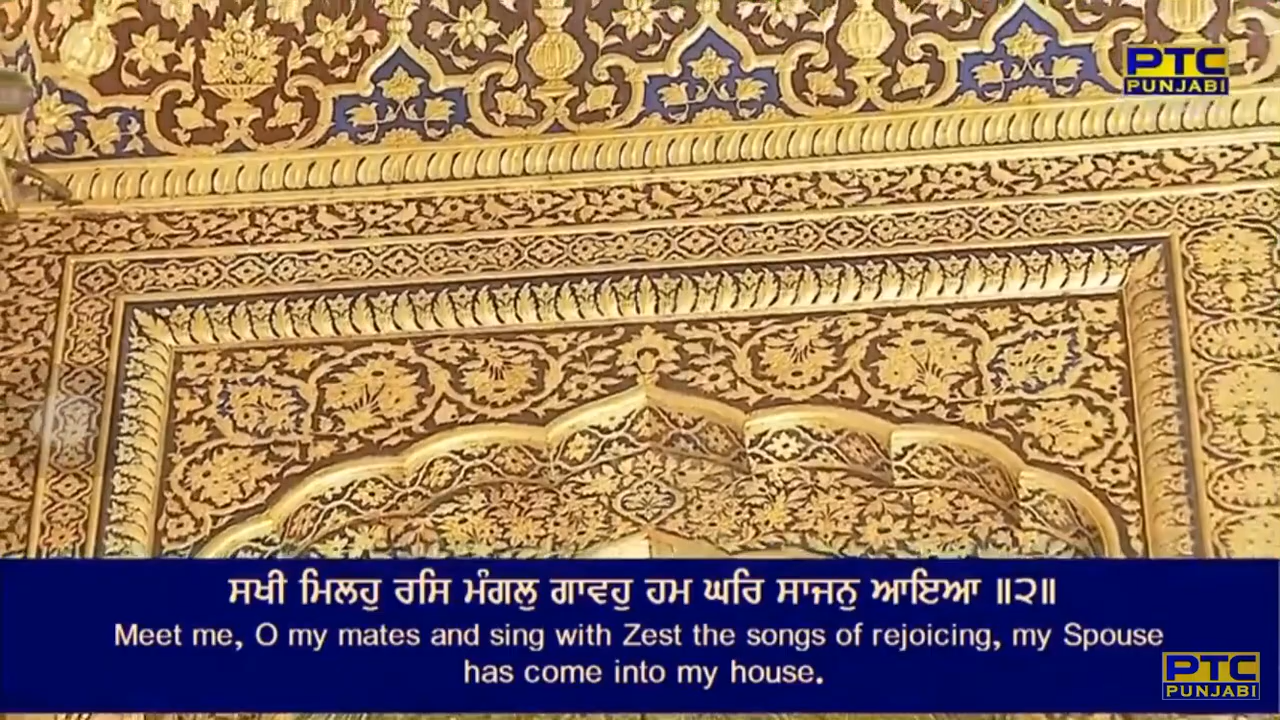 PTC
PUNJABI
ਸਖੀ ਮਿਲਹੁ ਰਸਿ ਮੰਗਲੁ ਗਾਵਹੁ ਹਮ ਘਰਿ ਸਾਜਨੁ ਆਇਆ ॥੨॥
Meet me, O my mates and sing with Zest the songs of rejoicing, my Spouse
has come into my house.
PTC
PUNJABI